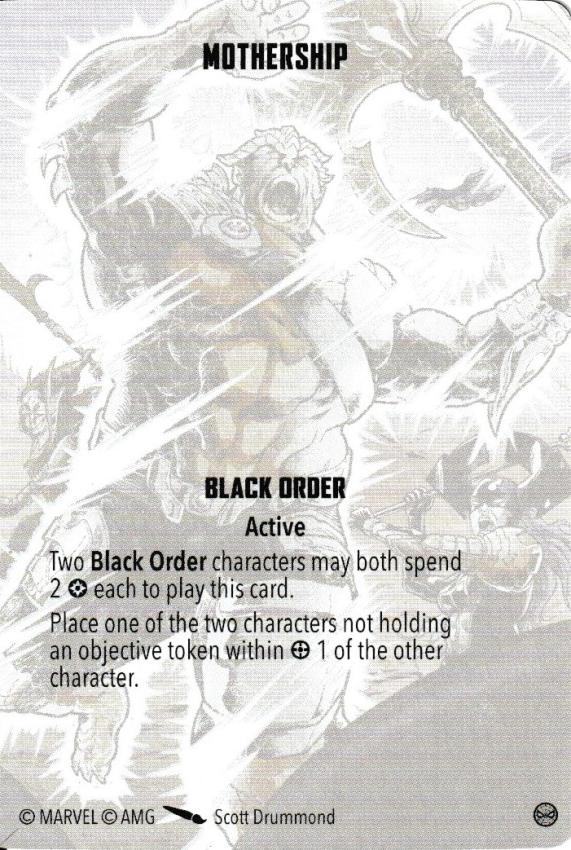 MOTHERSHIP
BLACK ORDER
Active
Two Black Order characters may both spend
2 each to play this card.
Place one of the two characters not holding
an objective token within 1 of the other
character.
© MARVEL © AMG Scott Drummond